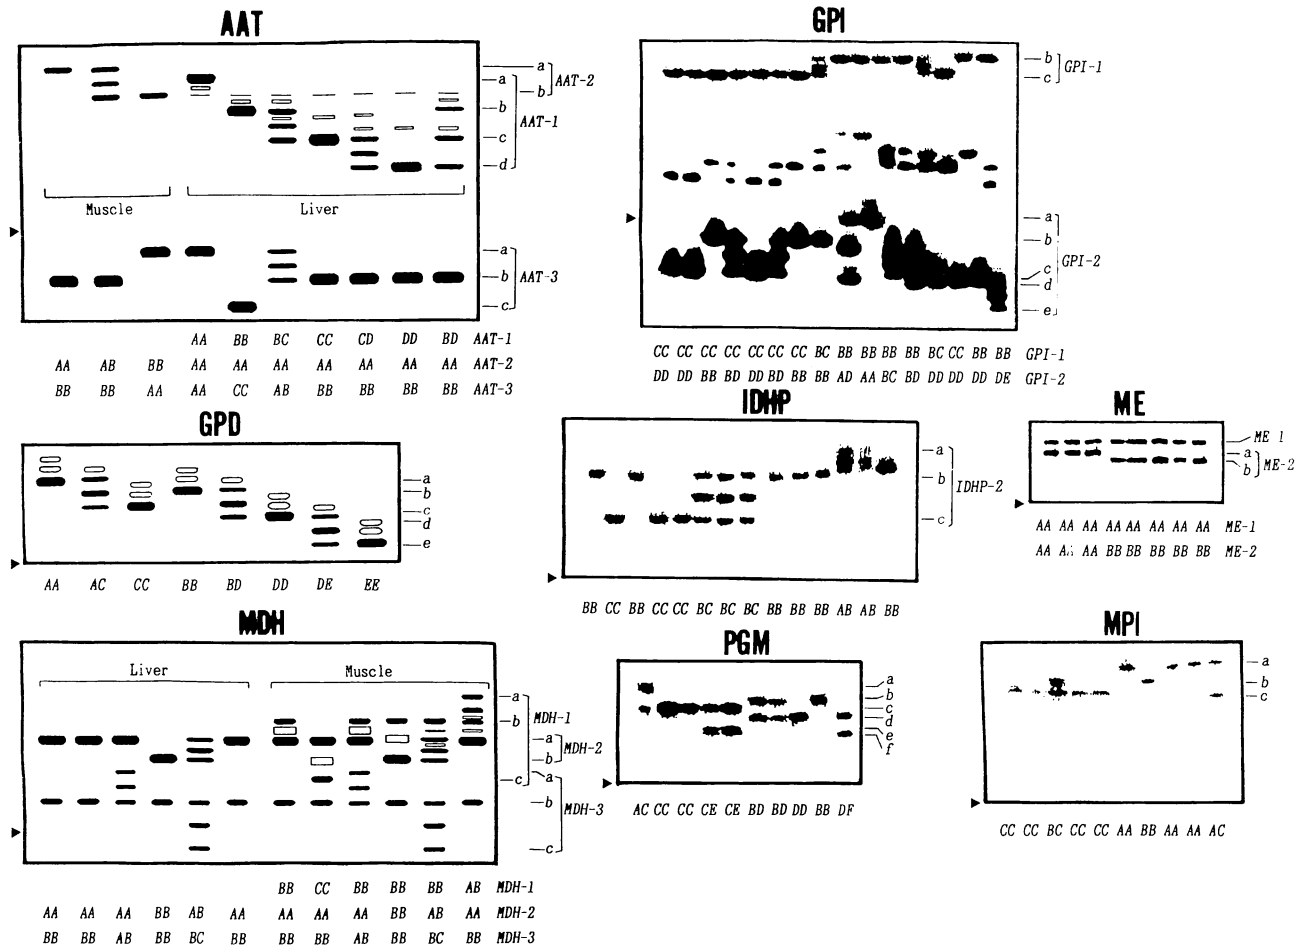 AAT
a
a
b
AAT-2
b
AAT-1
c
d
Muscle Liver
a
b
AAT-3
c
AA BB BC CC CD DD BD AAT-1
AA AB BB AA AA AA AA AA AA AA AAT-2
BB BB AA AA CC AB BB BB BB BB AAT-3
GPI
b
GPI-1
c
a
b
GPI-2
c
d
e
CC CC CC CC CC CC CC BC BB BB BB BB BC CC BB BB GPI-1
DD DD BB BD DD BD BB BB AD AA BC BD DD DD DD DE GPI-2
GPD
a
b
c
d
e
AA AC CC BB BD DD DE EE
IDHP
a
b
IDHP-2
c
BB CC BB CC CC BC BC BC BB BB BB AB AB BB
ME
ME 1
a
ME-2
b
AA AA AA AA AA AA AA AA ME-1
AA AA AA BB BB BB BB BB ME-2
MDH
Liver Muscle
a
b
MDH-1
a
MDH-2
b
c
a
b
MDH-3
c
BB CC BB BB BB AB MDH-1
AA AA AA BB AB AA AA AA AA BB AB AA MDH-2
BB BB AB BB BC BB BB BB AB BB BC BB MDH-3
PGM
a
b
c
d
e
f
AC CC CC CE CE BD BD DD BB DF
MPI
a
b
c
CC CC BC CC CC AA BB AA AA AC